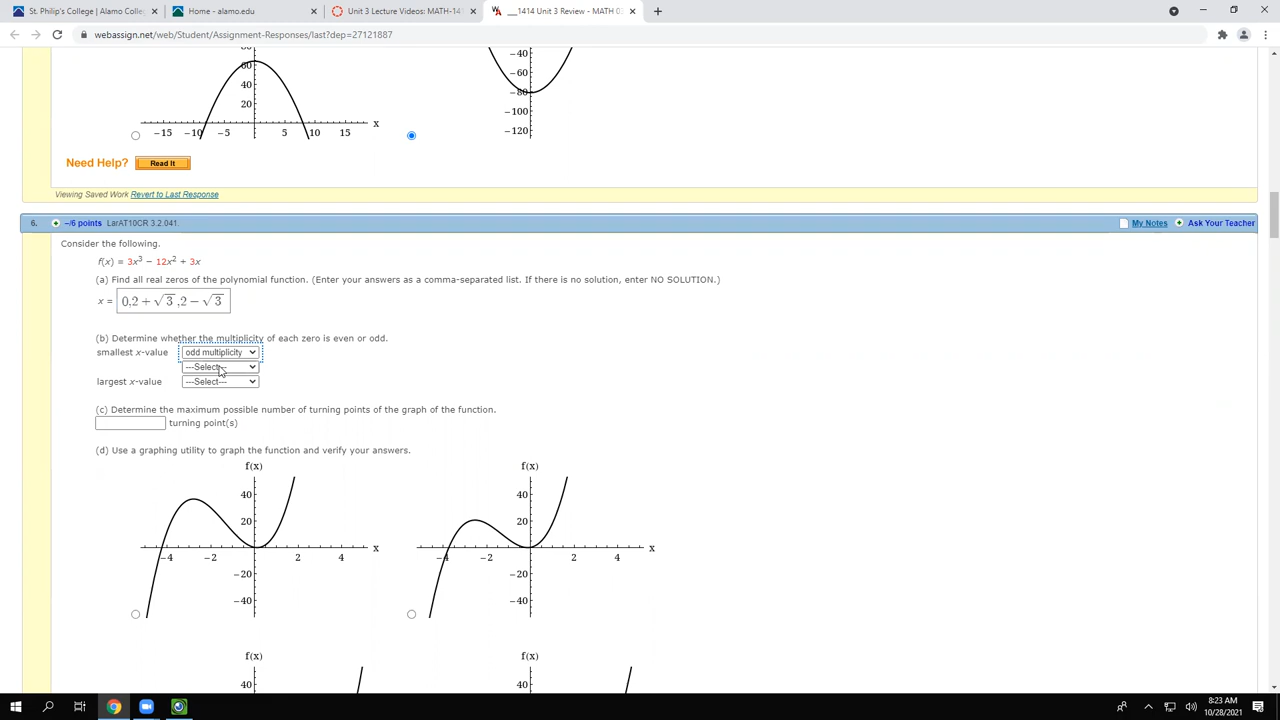 St. Philip's College | Alamo Colle
Home - alamo.edu
Unit 3 Lecture Videos: MATH-141
__1414 Unit 3 Review - MATH 03
webassign.net/web/Student/Assignment-Responses/last?dep=27121887
60
40
20
-15 -10 -5 5 10 15 x
-40
-60
-80
-100
-120
Need Help? Read It
Viewing Saved Work Revert to Last Response
6. -/6 points LarAT10CR 3.2.041. My Notes Ask Your Teacher
Consider the following.
f(x) = 3x³ − 12x² + 3x
(a) Find all real zeros of the polynomial function. (Enter your answers as a comma-separated list. If there is no solution, enter NO SOLUTION.)
x = 0,2 + √3 ,2 − √3
(b) Determine whether the multiplicity of each zero is even or odd.
smallest x-value odd multiplicity
---Select---
largest x-value ---Select---
(c) Determine the maximum possible number of turning points of the graph of the function.
turning point(s)
(d) Use a graphing utility to graph the function and verify your answers.
f(x) f(x)
40 40
20 20
x x
-4 -2 2 4 -4 -2 2 4
-20 -20
-40 -40
f(x) f(x)
40 40
8:23 AM
10/28/2021